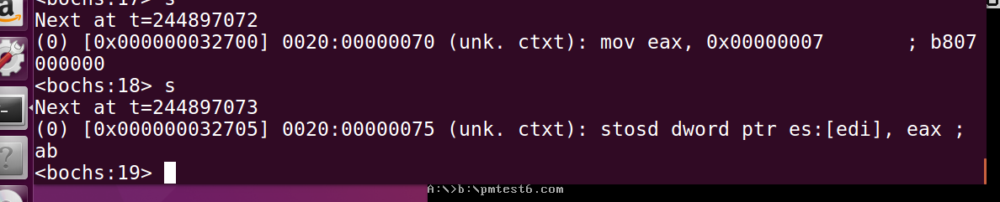 <bochs:17> s
Next at t=244897072
(0) [0x000000032700] 0020:00000070 (unk. ctxt): mov eax, 0x00000007       ; b807
000000
<bochs:18> s
Next at t=244897073
(0) [0x000000032705] 0020:00000075 (unk. ctxt): stosd dword ptr es:[edi], eax ;
ab
<bochs:19>
A:\>b:\pmtest6.com